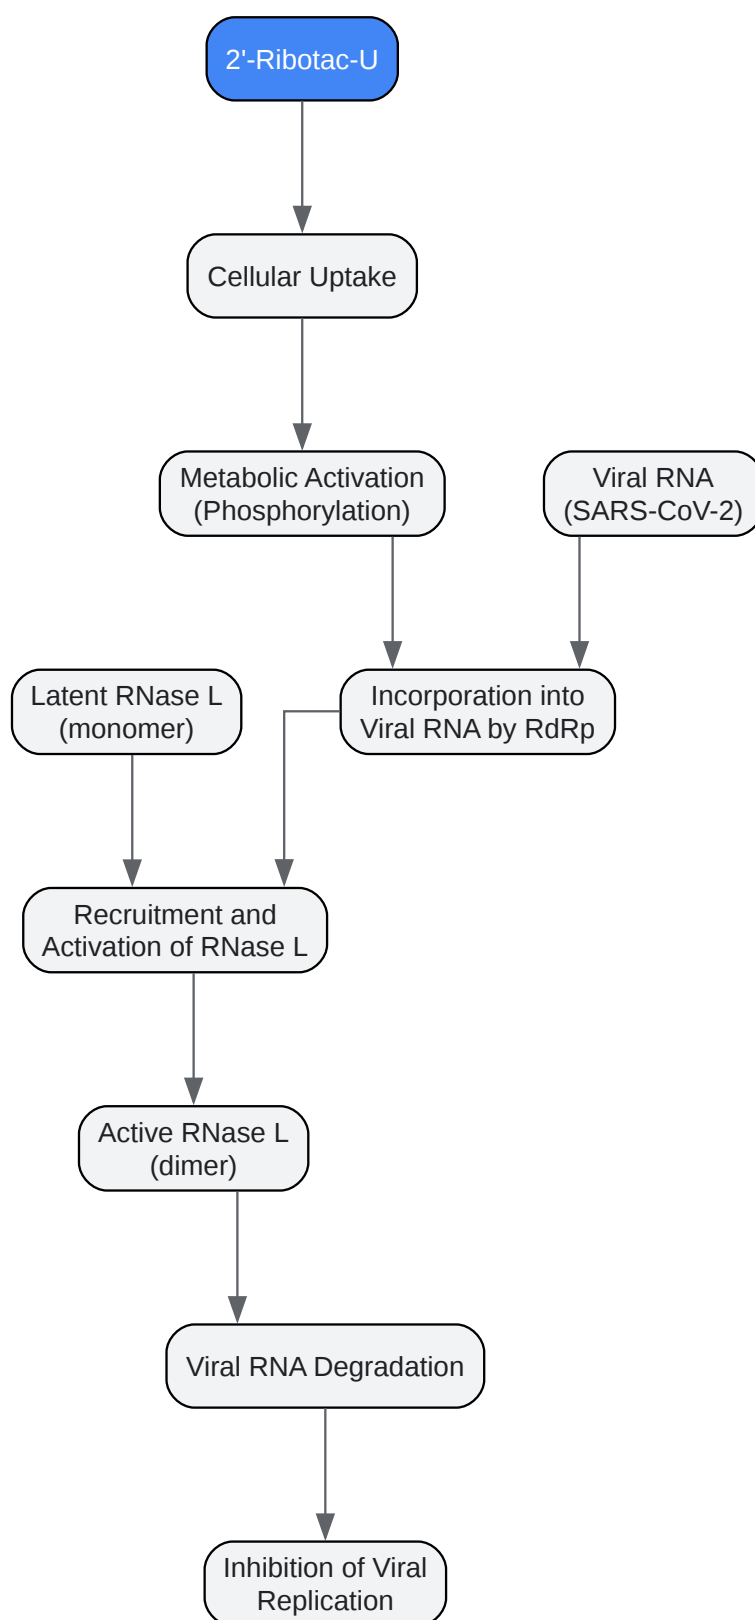 2'-Ribotac-U
Cellular Uptake
Metabolic Activation
(Phosphorylation)
Viral RNA
(SARS-CoV-2)
Latent RNase L
(monomer)
Incorporation into
Viral RNA by RdRp
Recruitment and
Activation of RNase L
Active RNase L
(dimer)
Viral RNA Degradation
Inhibition of Viral
Replication